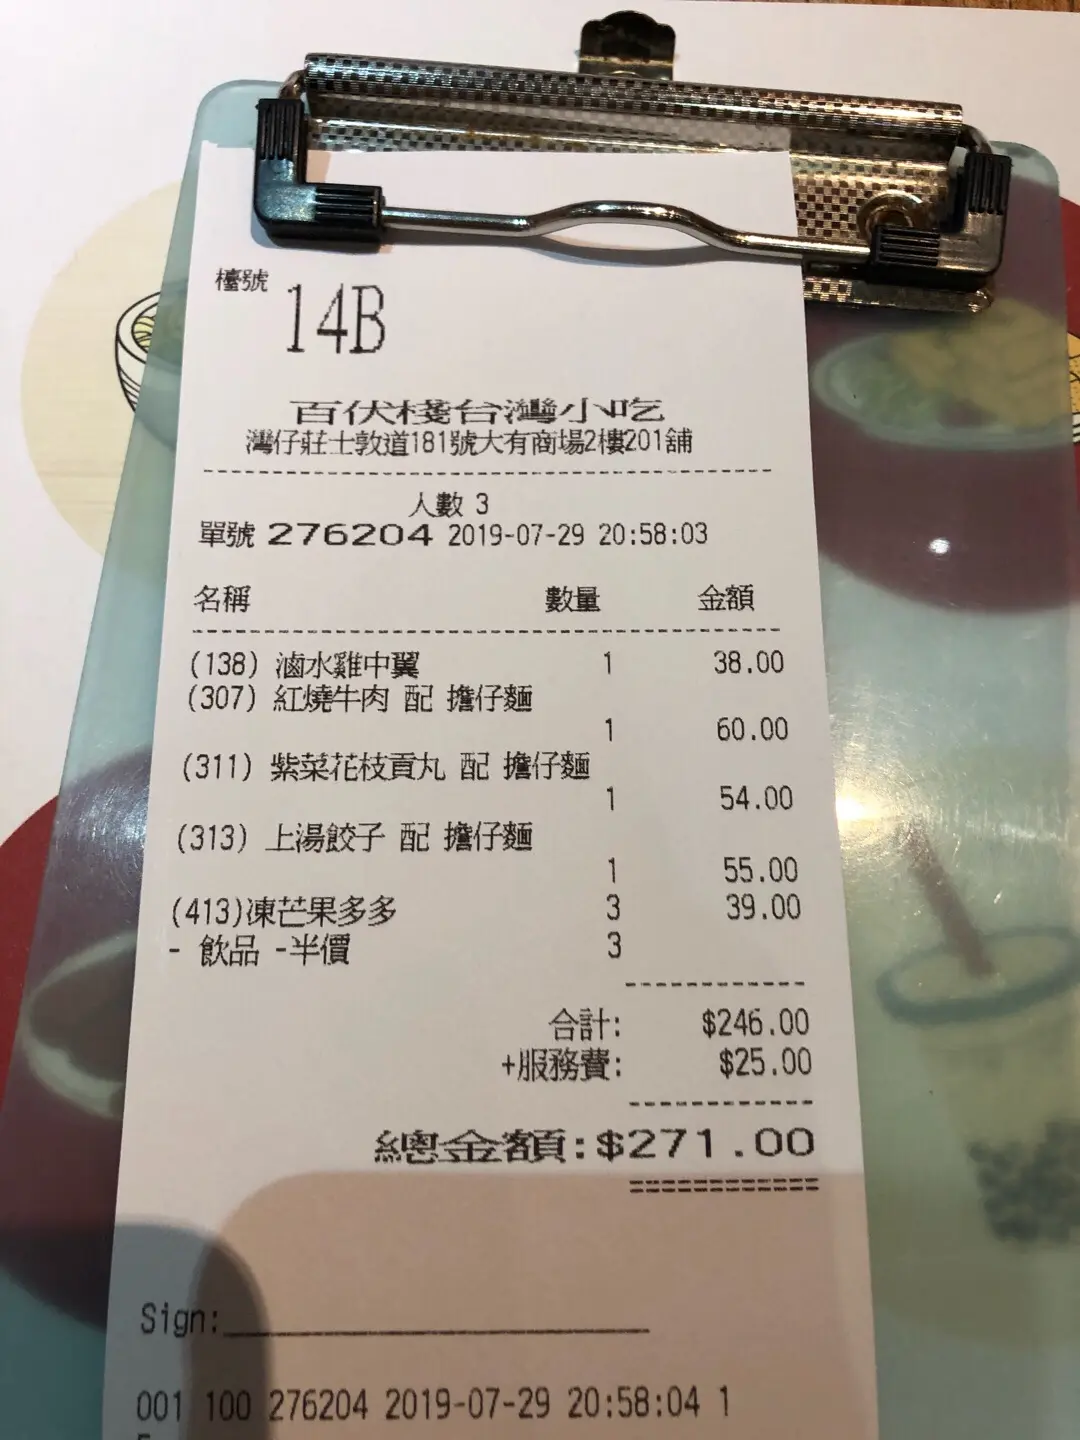 檯號 14B
百伏棧台灣小吃
灣仔莊士敦道181號大有商場2樓201舖
人數 3
單號 276204 2019-07-29 20:58:03
名稱 數量 金額
(138) 滷水雞中翼 1 38.00
(307) 紅燒牛肉 配 擔仔麵
1 60.00
(311) 紫菜花枝貢丸 配 擔仔麵
1 54.00
(313) 上湯餃子 配 擔仔麵
1 55.00
(413)凍芒果多多 3 39.00
- 飲品 -半價 3
合計: $246.00
+服務費: $25.00
總金額:$271.00
Sign:
001 100 276204 2019-07-29 20:58:04 1